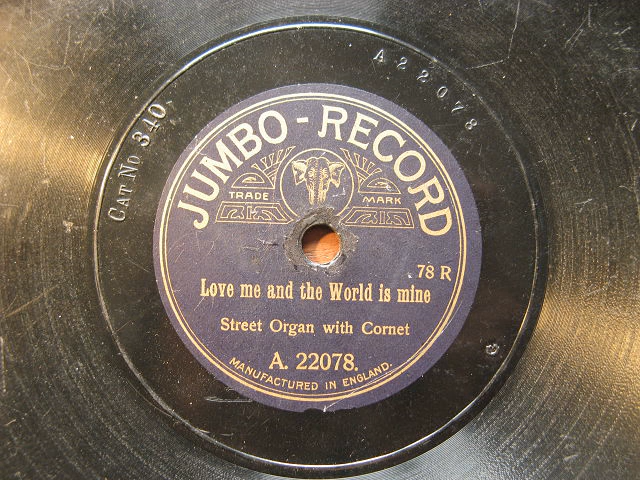 A22078
CAT NO 340
JUMBO-RECORD
TRADE MARK
78 R
Love me and the World is mine
Street Organ with Cornet
A. 22078.
MANUFACTURED IN ENGLAND.